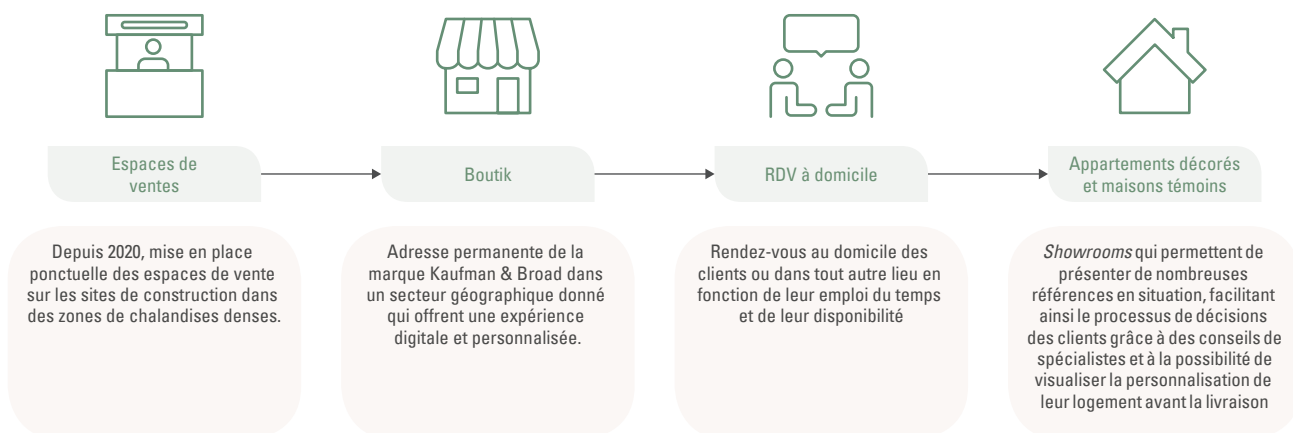 Espaces de
ventes
Boutik
RDV à domicile
Appartements décorés
et maisons témoins
Depuis 2020, mise en place
ponctuelle des espaces de vente
sur les sites de construction dans
des zones de chalandises denses.
Adresse permanente de la
marque Kaufman & Broad dans
un secteur géographique donné
qui offrent une expérience
digitale et personnalisée.
Rendez-vous au domicile des
clients ou dans tout autre lieu en
fonction de leur emploi du temps
et de leur disponibilité
Showrooms qui permettent de
présenter de nombreuses
références en situation, facilitant
ainsi le processus de décisions
des clients grâce à des conseils de
spécialistes et à la possibilité de
visualiser la personnalisation de
leur logement avant la livraison